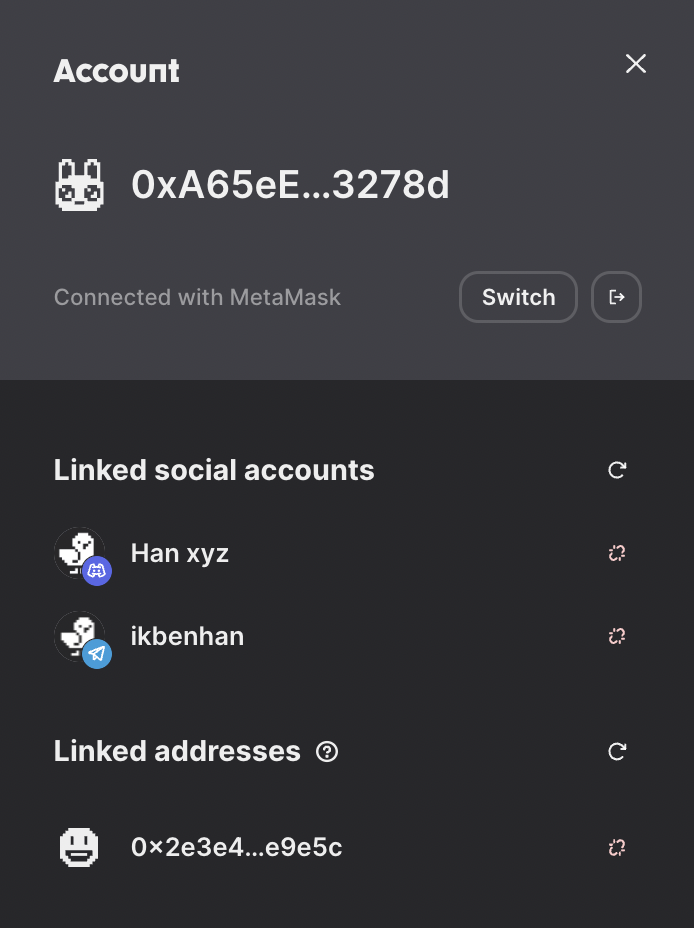 Account
0xA65eE...3278d
Connected with MetaMask
Switch
Linked social accounts
Han xyz
ikbenhan
Linked addresses
0×2e3e4...e9e5c